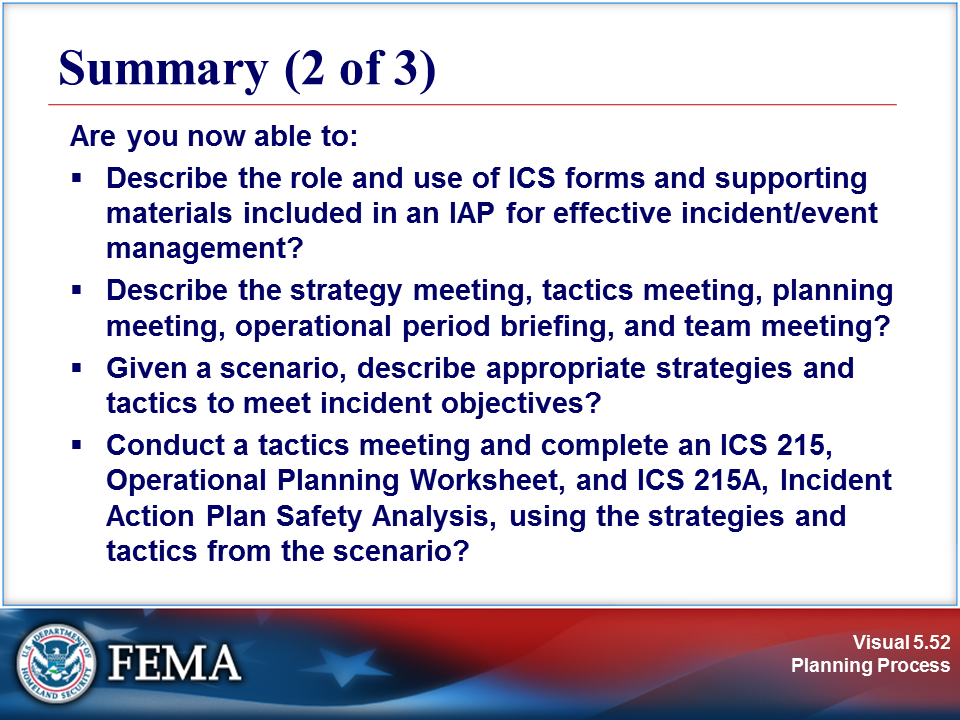 Summary (2 of 3)
Are you now able to:
▪ Describe the role and use of ICS forms and supporting
materials included in an IAP for effective incident/event
management?
▪ Describe the strategy meeting, tactics meeting, planning
meeting, operational period briefing, and team meeting?
▪ Given a scenario, describe appropriate strategies and
tactics to meet incident objectives?
▪ Conduct a tactics meeting and complete an ICS 215,
Operational Planning Worksheet, and ICS 215A, Incident
Action Plan Safety Analysis, using the strategies and
tactics from the scenario?
U.S. DEPARTMENT OF HOMELAND SECURITY
FEMA
Visual 5.52
Planning Process